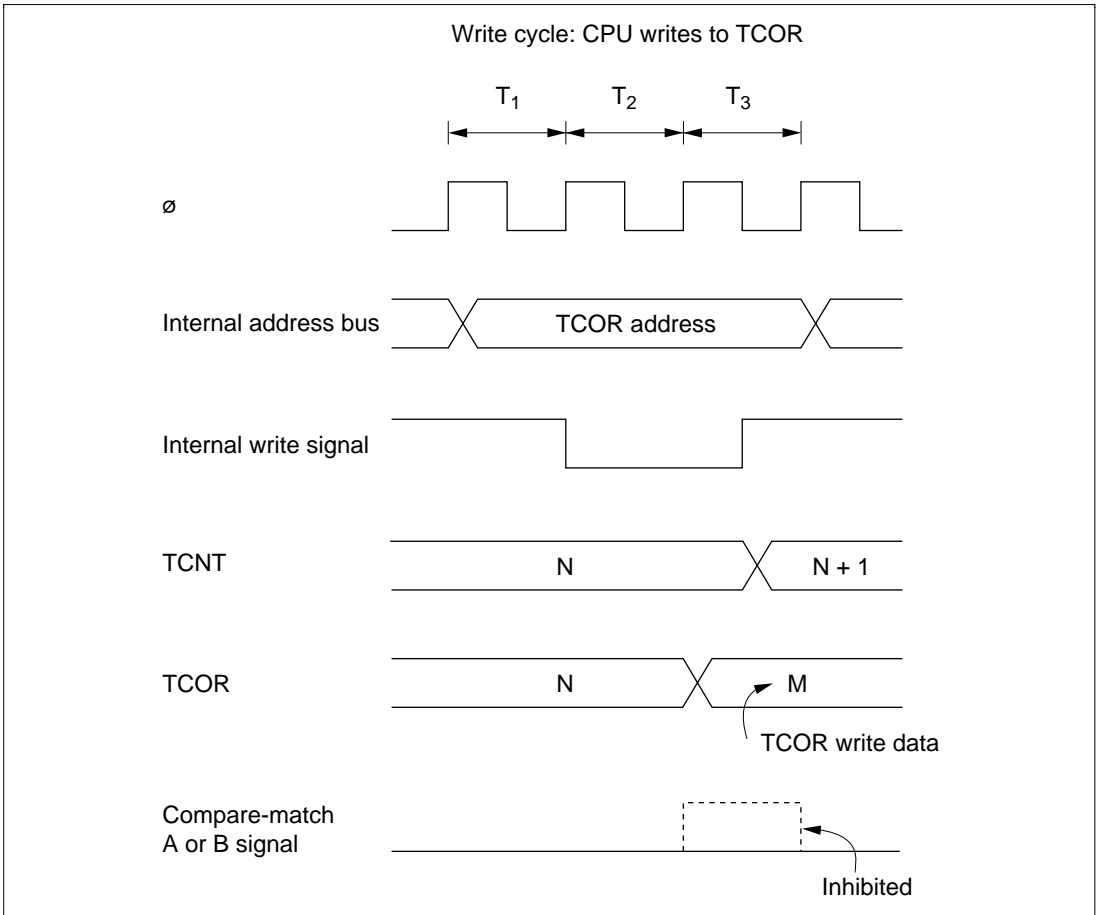 Write cycle: CPU writes to TCOR
T1 T2 T3
ø
Internal address bus
TCOR address
Internal write signal
TCNT
N
N + 1
TCOR
N
M
TCOR write data
Compare-match
A or B signal
Inhibited